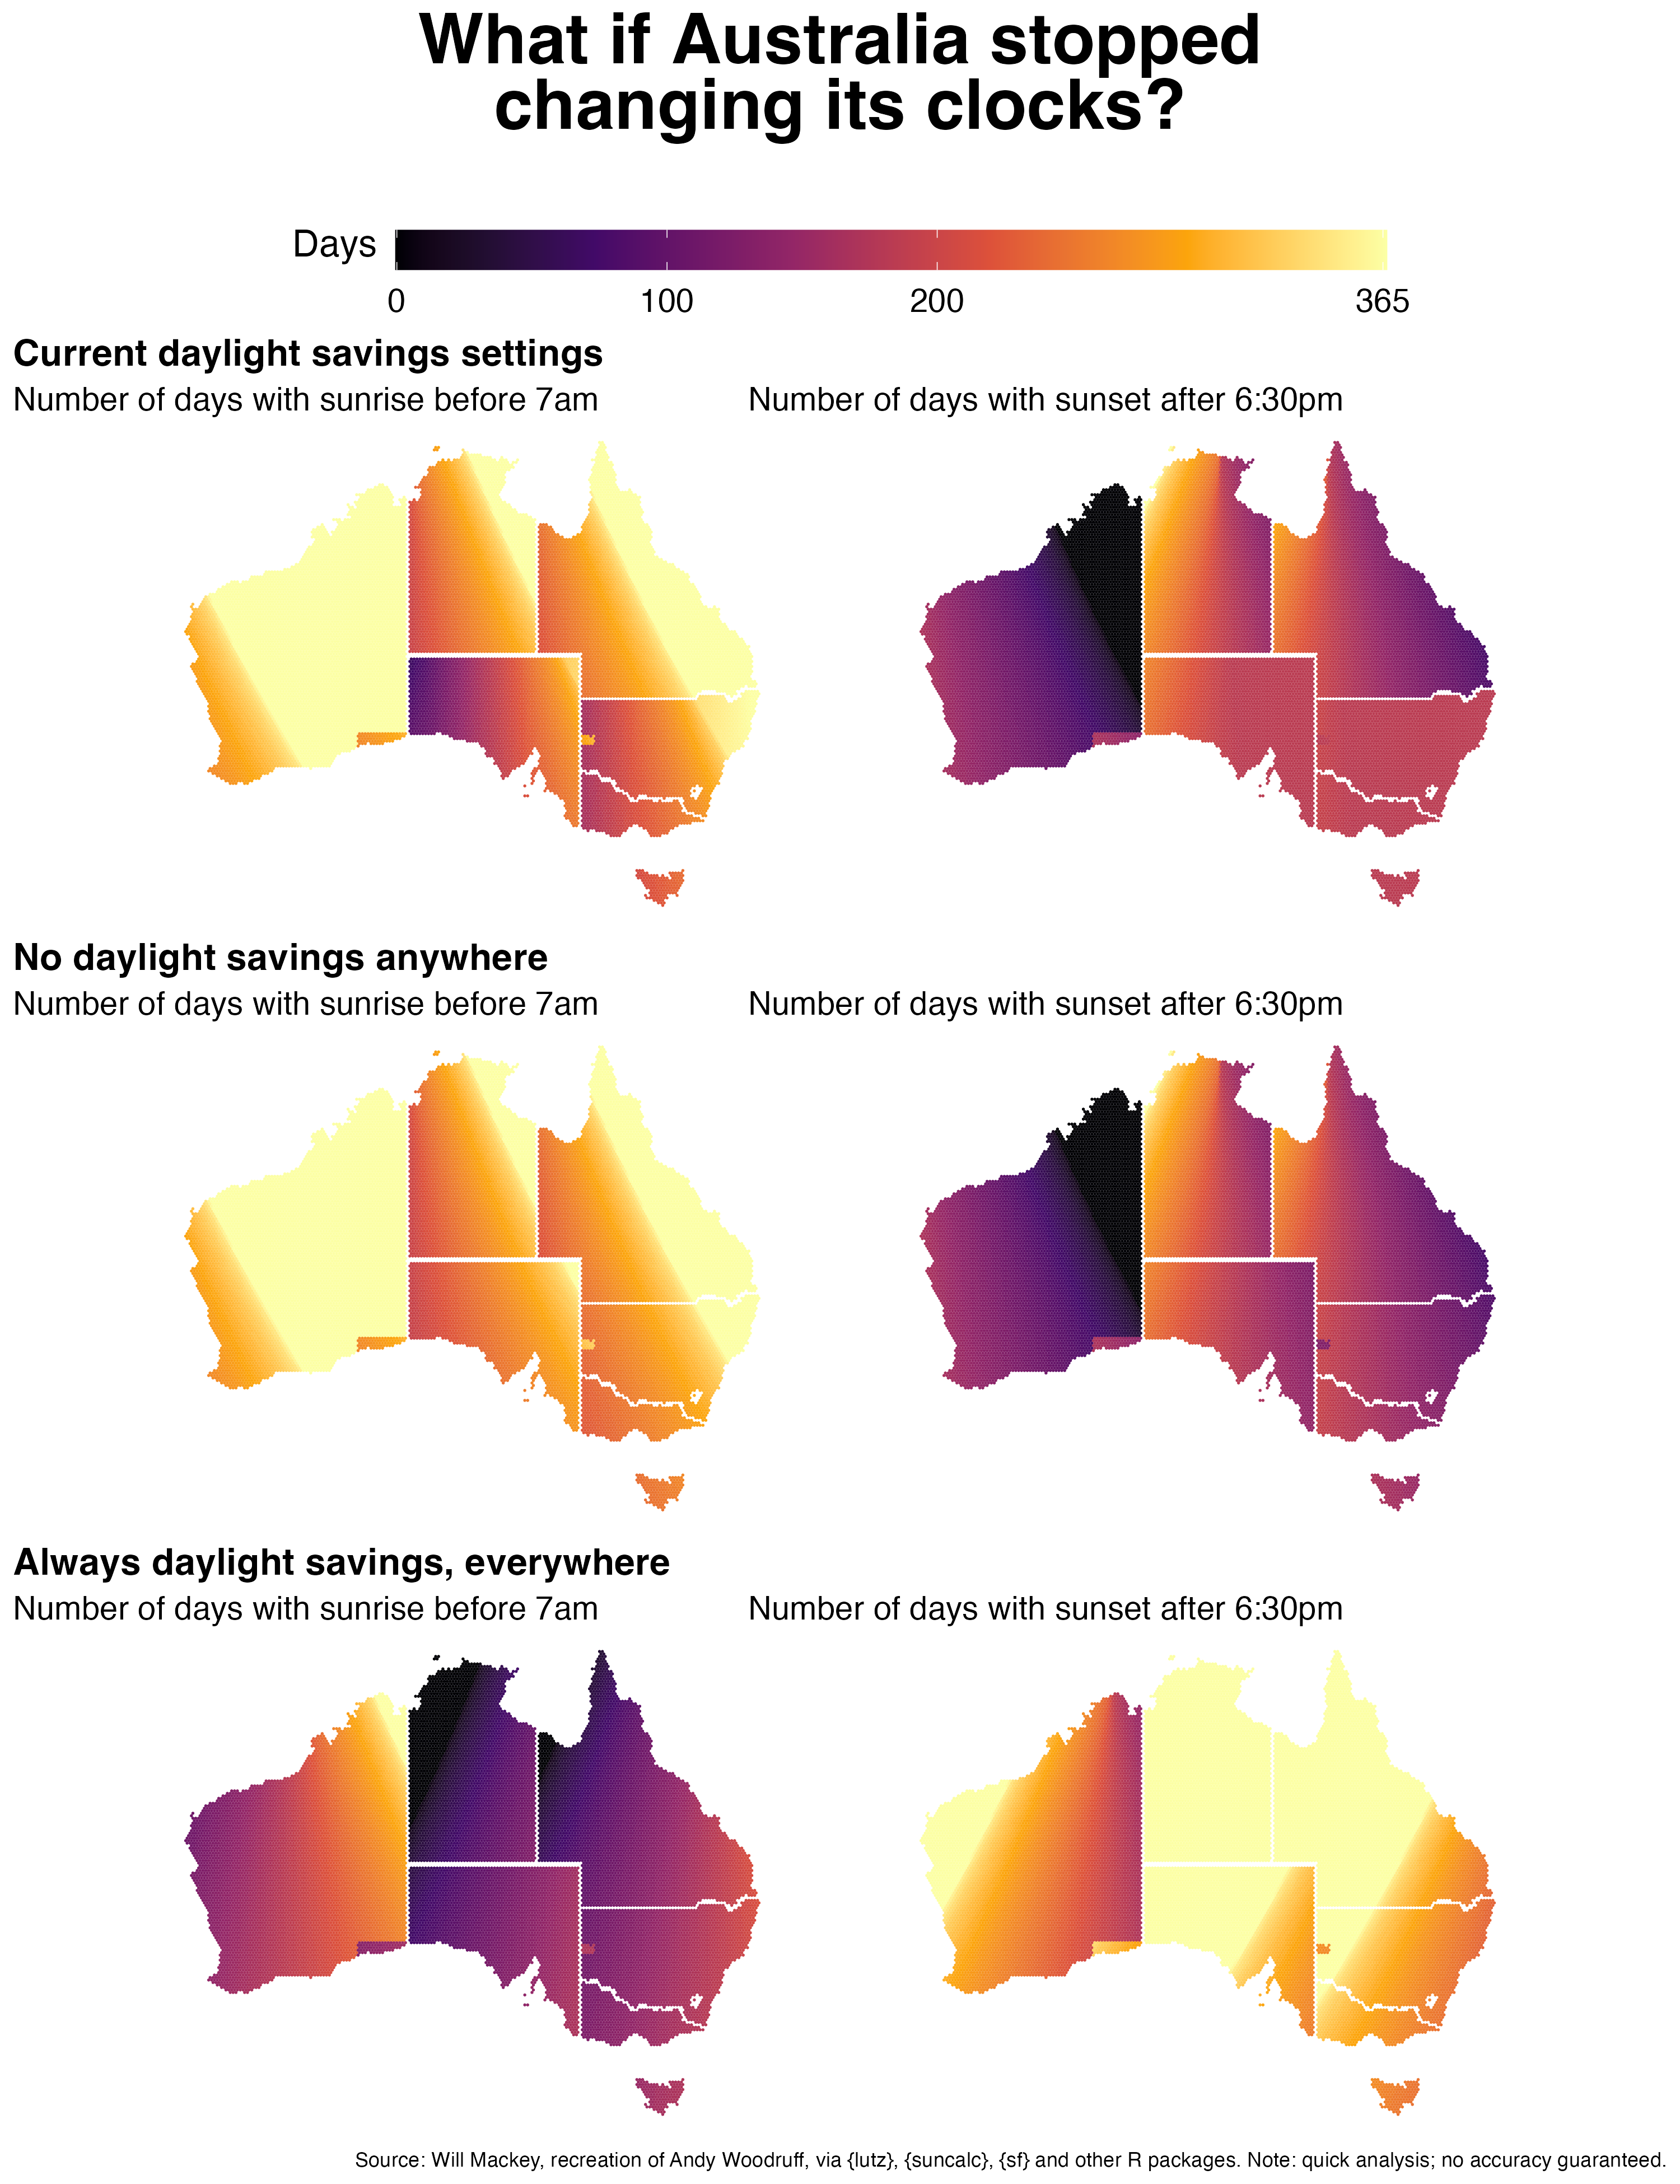 What if Australia stopped
changing its clocks?
Days
0 100 200 365
Current daylight savings settings
Number of days with sunrise before 7am
Number of days with sunset after 6:30pm
No daylight savings anywhere
Number of days with sunrise before 7am
Number of days with sunset after 6:30pm
Always daylight savings, everywhere
Number of days with sunrise before 7am
Number of days with sunset after 6:30pm
Source: Will Mackey, recreation of Andy Woodruff, via {lutz}, {suncalc}, {sf} and other R packages. Note: quick analysis; no accuracy guaranteed.